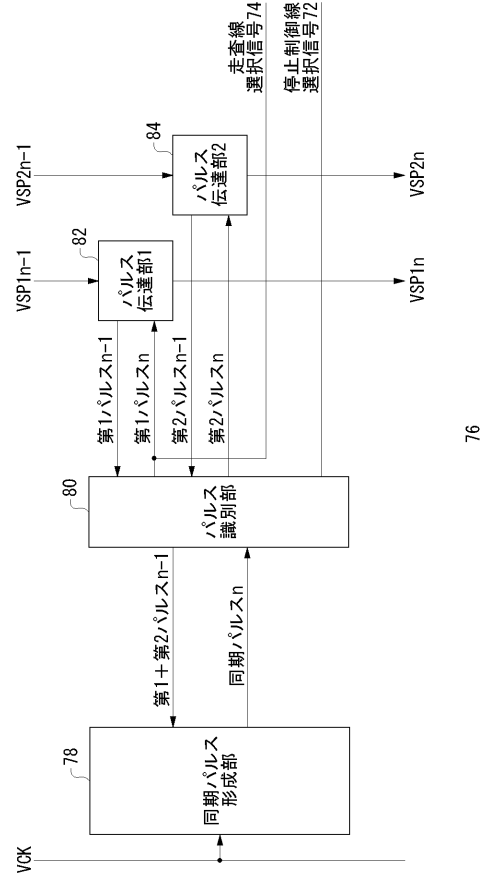 VCK
78
同期パルス
形成部
第1+第2パルスn-1
同期パルスn
80
パルス
識別部
第1パルスn-1
第1パルスn
第2パルスn-1
第2パルスn
VSP1n-1
82
パルス
伝達部1
VSP1n
VSP2n-1
84
パルス
伝達部2
VSP2n
走査線
選択信号74
停止制御線
選択信号72
76